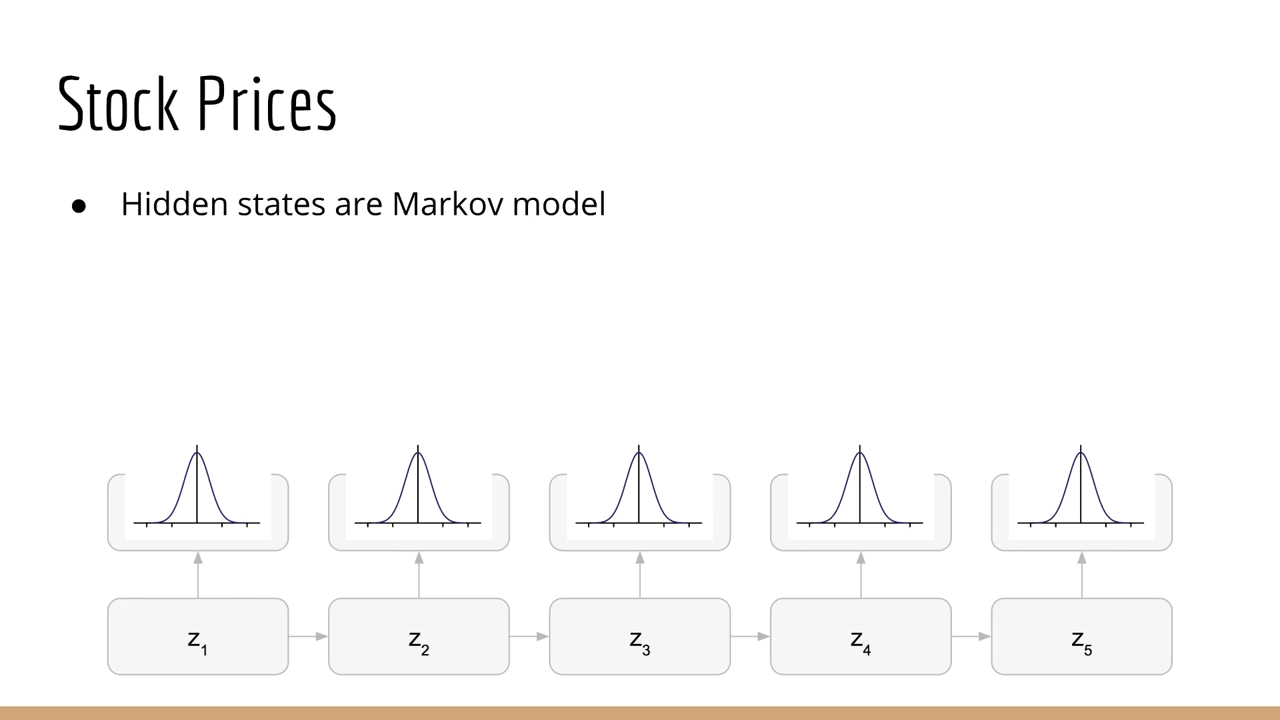 Stock Prices
● Hidden states are Markov model
z1 z2 z3 z4 z5